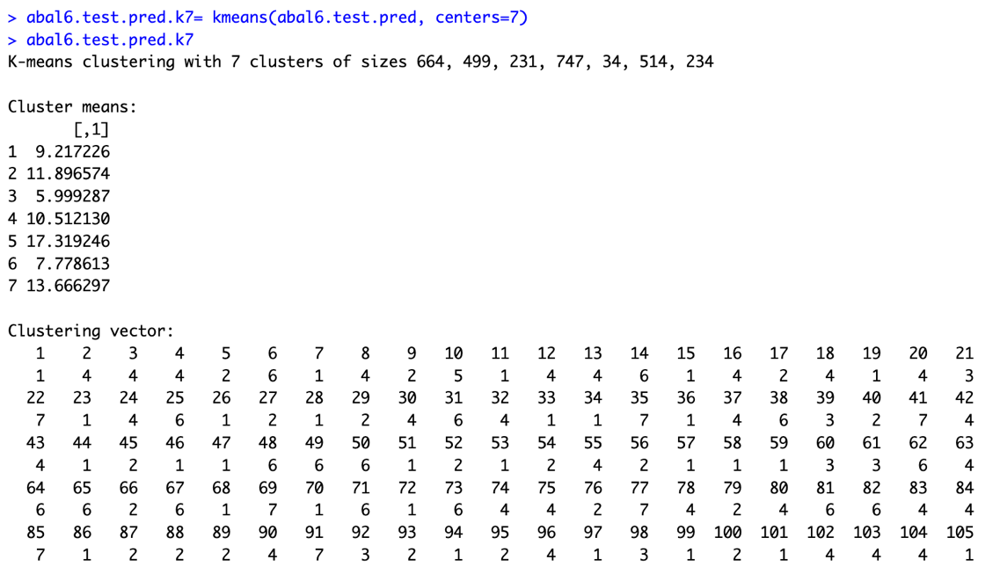 > abal6.test.pred.k7= kmeans(abal6.test.pred, centers=7)
> abal6.test.pred.k7
K-means clustering with 7 clusters of sizes 664, 499, 231, 747, 34, 514, 234
Cluster means:
[,1]
1 9.217226
2 11.896574
3 5.999287
4 10.512130
5 17.319246
6 7.778613
7 13.666297
Clustering vector:
1 2 3 4 5 6 7 8 9 10 11 12 13 14 15 16 17 18 19 20 21
1 4 4 4 2 6 1 4 2 5 1 4 4 6 1 4 2 4 1 4 3
22 23 24 25 26 27 28 29 30 31 32 33 34 35 36 37 38 39 40 41 42
7 1 4 6 1 2 1 2 4 6 4 1 1 7 1 4 6 3 2 7 4
43 44 45 46 47 48 49 50 51 52 53 54 55 56 57 58 59 60 61 62 63
4 1 2 1 1 6 6 6 1 2 1 2 4 2 1 1 1 3 3 6 4
64 65 66 67 68 69 70 71 72 73 74 75 76 77 78 79 80 81 82 83 84
6 6 2 6 1 7 1 6 1 6 4 4 2 7 4 2 4 6 6 4 4
85 86 87 88 89 90 91 92 93 94 95 96 97 98 99 100 101 102 103 104 105
7 1 2 2 2 4 7 3 2 1 2 4 1 3 1 2 1 4 4 4 1